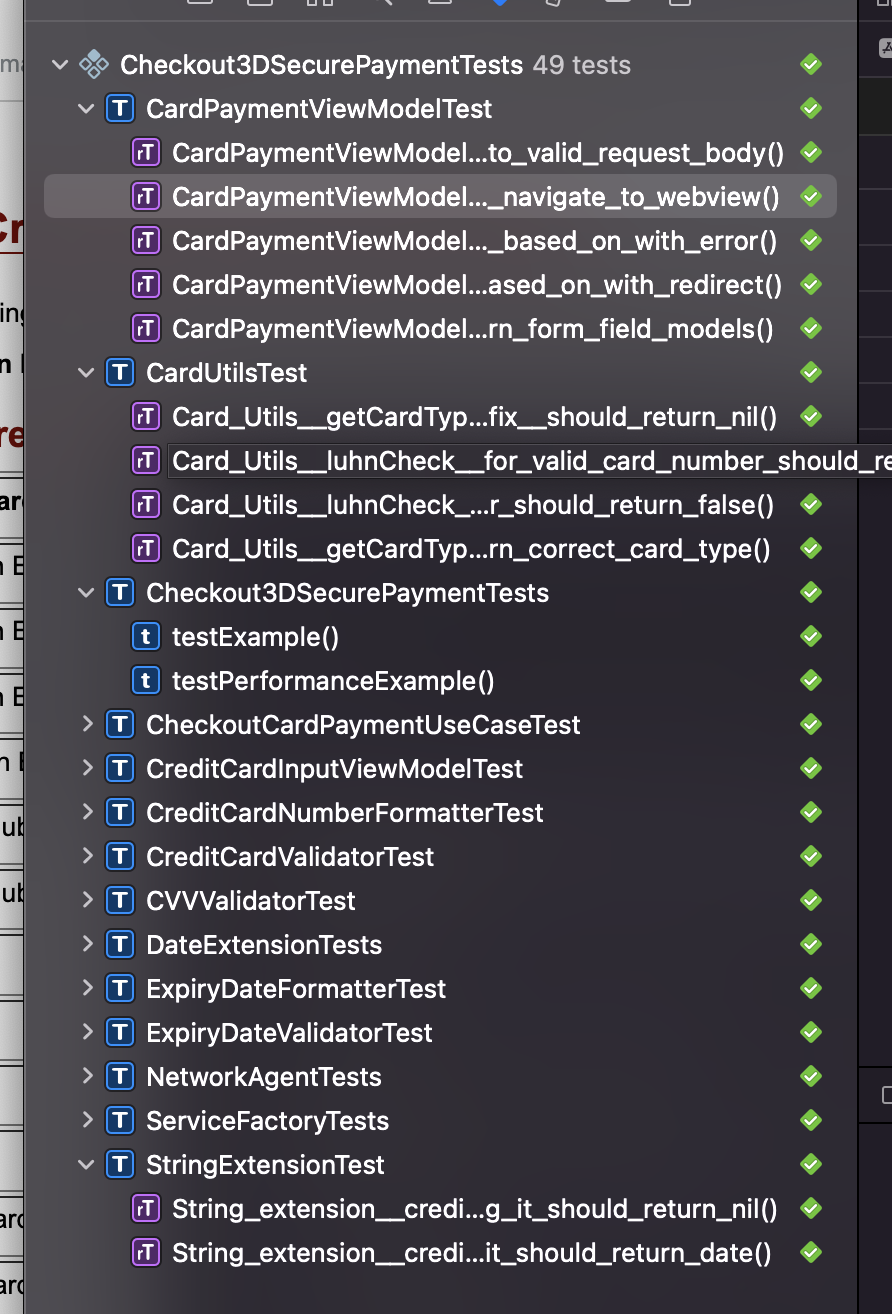 Checkout3DSecurePaymentTests 49 tests
T CardPaymentViewModelTest
rT CardPaymentViewModel...to_valid_request_body()
rT CardPaymentViewModel..._navigate_to_webview()
rT CardPaymentViewModel..._based_on_with_error()
rT CardPaymentViewModel...ased_on_with_redirect()
rT CardPaymentViewModel...rn_form_field_models()
T CardUtilsTest
rT Card_Utils__getCardTyp...fix__should_return_nil()
rT Card_Utils__luhnCheck__for_valid_card_number_should_re
rT Card_Utils__luhnCheck_...r_should_return_false()
rT Card_Utils__getCardTyp...rn_correct_card_type()
T Checkout3DSecurePaymentTests
t testExample()
t testPerformanceExample()
T CheckoutCardPaymentUseCaseTest
T CreditCardInputViewModelTest
T CreditCardNumberFormatterTest
T CreditCardValidatorTest
T CVVValidatorTest
T DateExtensionTests
T ExpiryDateFormatterTest
T ExpiryDateValidatorTest
T NetworkAgentTests
T ServiceFactoryTests
T StringExtensionTest
rT String_extension__credi...g_it_should_return_nil()
rT String_extension__credi...it_should_return_date()